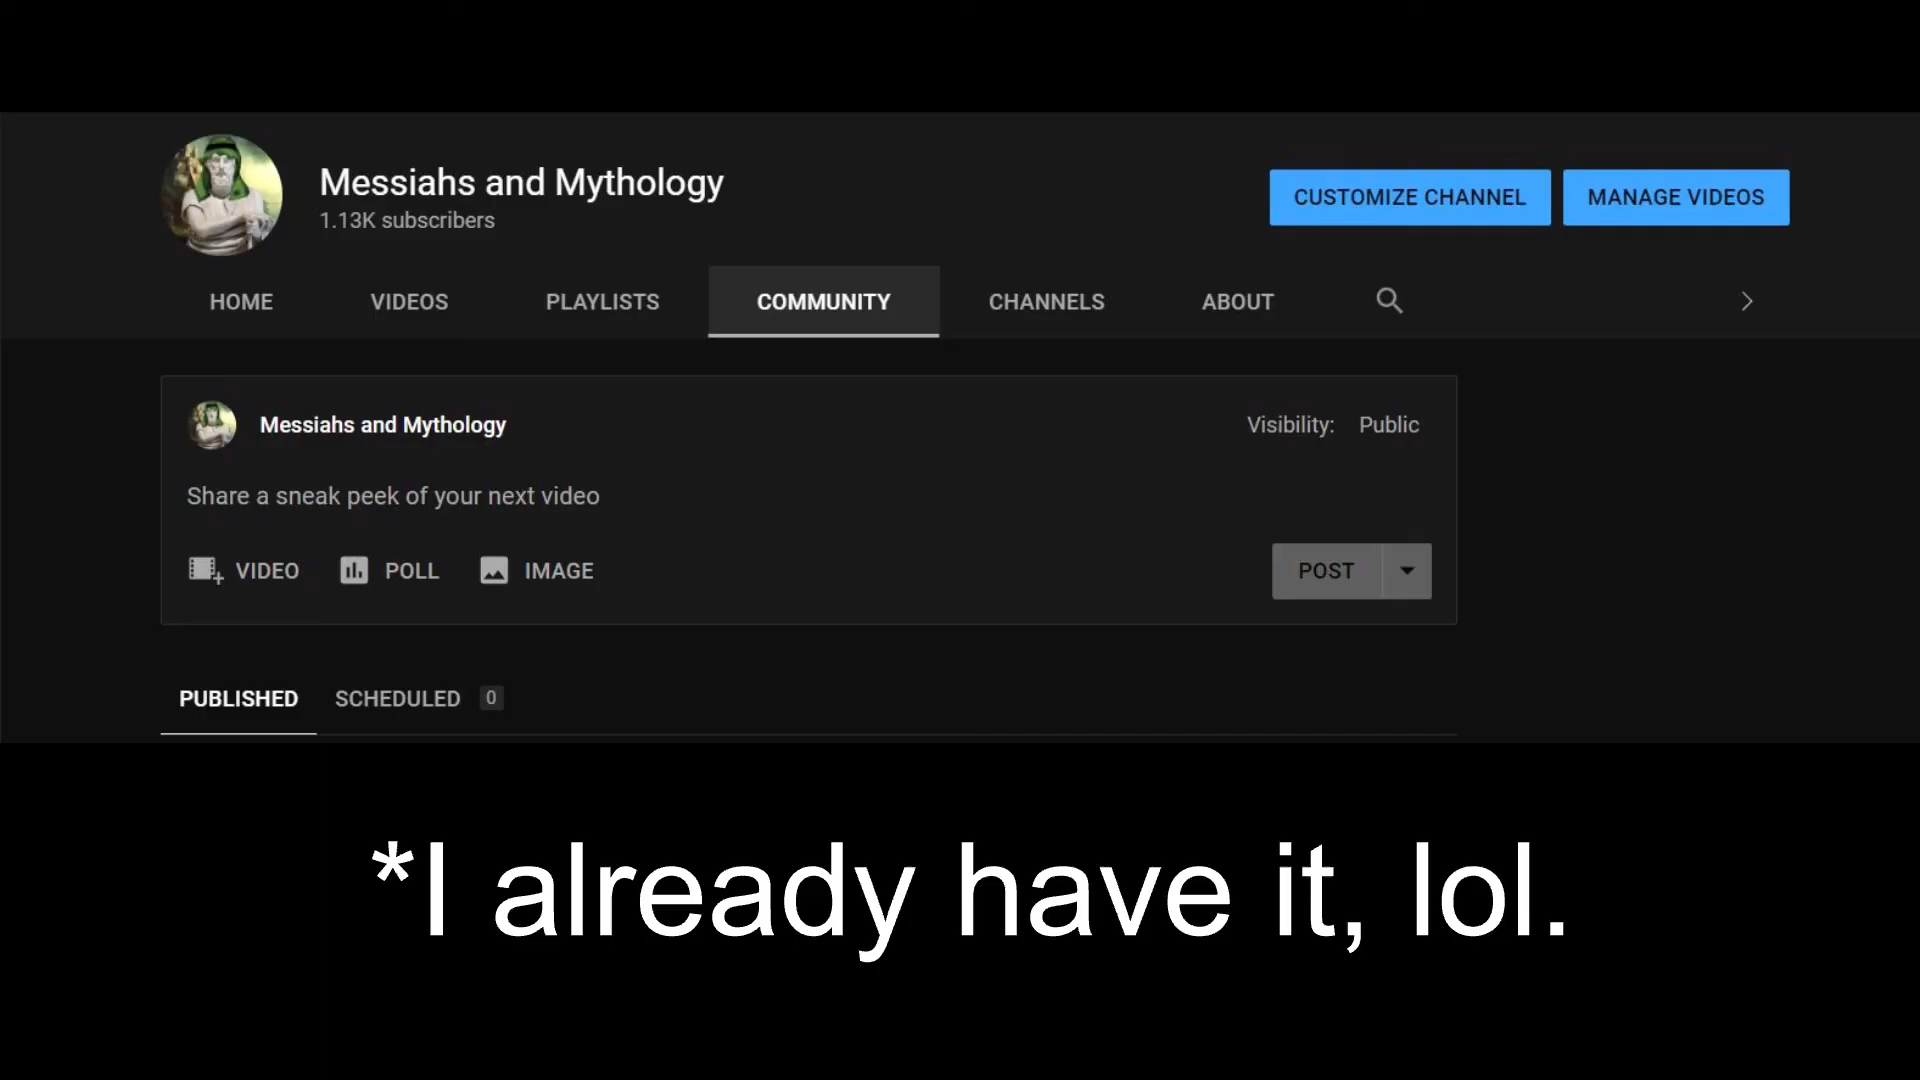 Messiahs and Mythology
1.13K subscribers
CUSTOMIZE CHANNEL
MANAGE VIDEOS
HOME
VIDEOS
PLAYLISTS
COMMUNITY
CHANNELS
ABOUT
Messiahs and Mythology
Visibility: Public
Share a sneak peek of your next video
VIDEO
POLL
IMAGE
POST
PUBLISHED
SCHEDULED 0
*I already have it, lol.